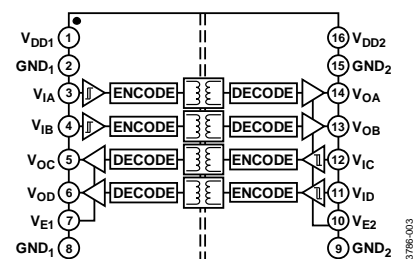 VDD1 1 16 VDD2
GND1 2 15 GND2
VIA 3 ENCODE DECODE 14 VOA
VIB 4 ENCODE DECODE 13 VOB
VOC 5 DECODE ENCODE 12 VIC
VOD 6 DECODE ENCODE 11 VID
VE1 7 10 VE2
GND1 8 9 GND2
3786-003